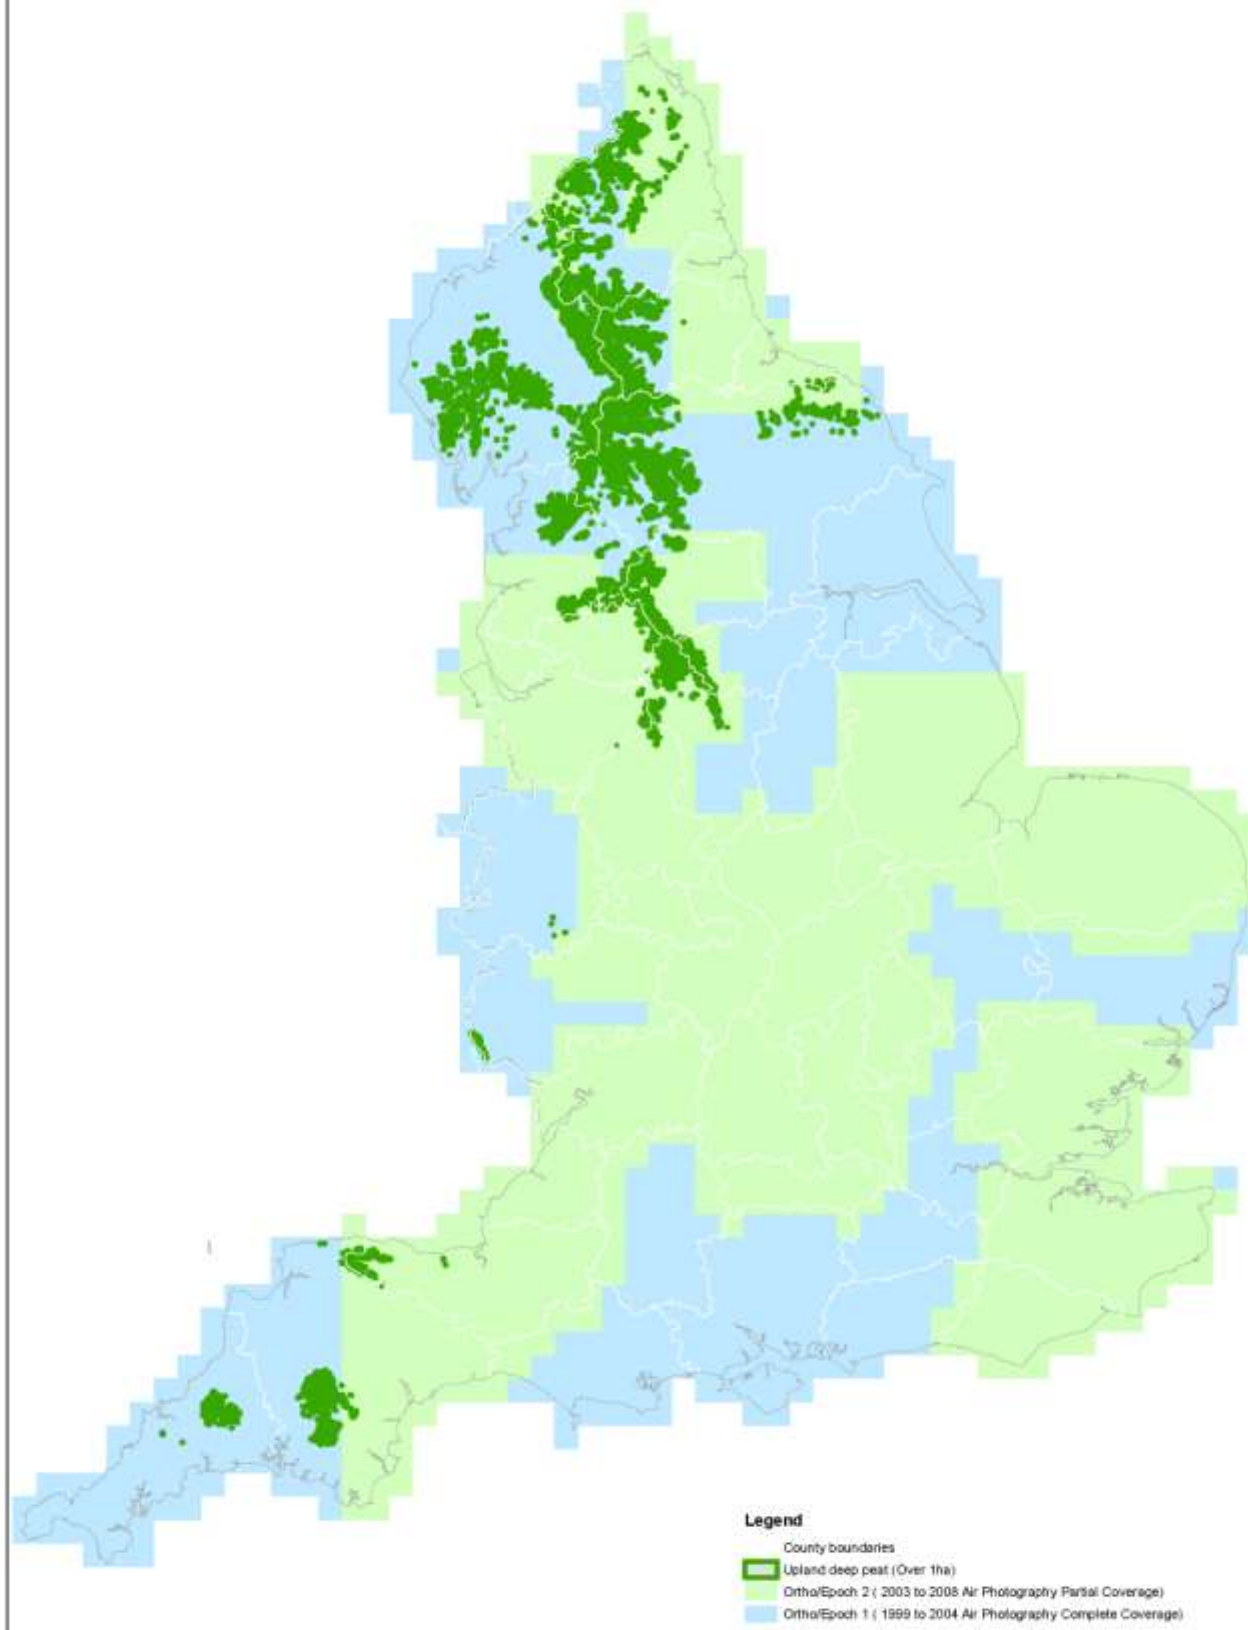 Legend
County boundaries
Upland deep peat (Over 1ha)
Ortho/Epoch 2 ( 2003 to 2008 Air Photography Partial Coverage)
Ortho/Epoch 1 ( 1999 to 2004 Air Photography Complete Coverage)